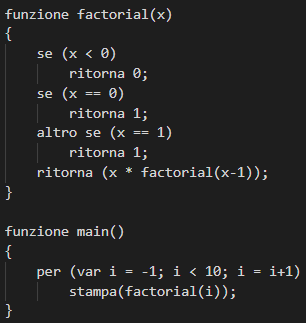 funzione factorial(x)
{
    se (x < 0)
        ritorna 0;
    se (x == 0)
        ritorna 1;
    altro se (x == 1)
        ritorna 1;
    ritorna (x * factorial(x-1));
}

funzione main()
{
    per (var i = -1; i < 10; i = i+1)
        stampa(factorial(i));
}